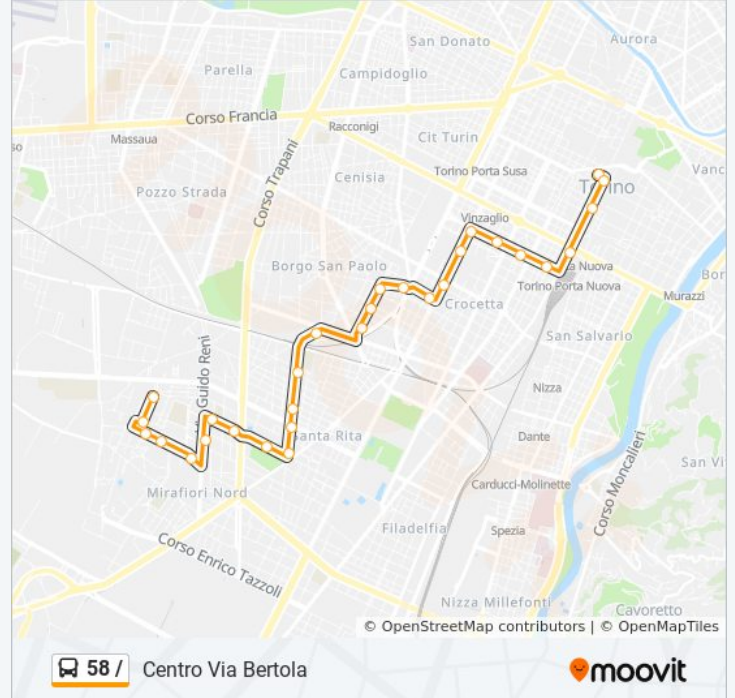 San Donato
Aurora
Parella
Campidoglio
Corso Francia
Racconigi
Massaua
Cit Turin
so
Corso Trapani
Torino Porta Susa
Vanc
Cenisia
Pozzo Strada
Vinzaglio
Borgo San Paolo
a Nuova
Bor
Torino Porta Nuova
Murazzi
Crocetta
San Salvario
Guido Reni
Nizza
Santa Rita
Dante
San Vi
Carducci-Molinette
Mirafiori Nord
Corso Moncalieri
Filadelfia
Spezia
Corso Enrico Tazzoli
Nizza Millefonti
Cavoretto
© OpenStreetMap contributors | © OpenMapTiles
58 / Centro Via Bertola
moovit